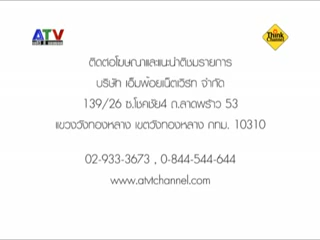 ATV
Think
Channel
ติดต่อโฆษณาและแนะนำติชมรายการ
บริษัท เอ็มพ้อยเน็ตเวิร์ท จำกัด
139/26 ซ.โชคชัย4 ถ.ลาดพร้าว 53
แขวงวังทองหลาง เขตวังทองหลาง กทม. 10310
02-933-3673 , 0-844-544-644
www.atvtchannel.com